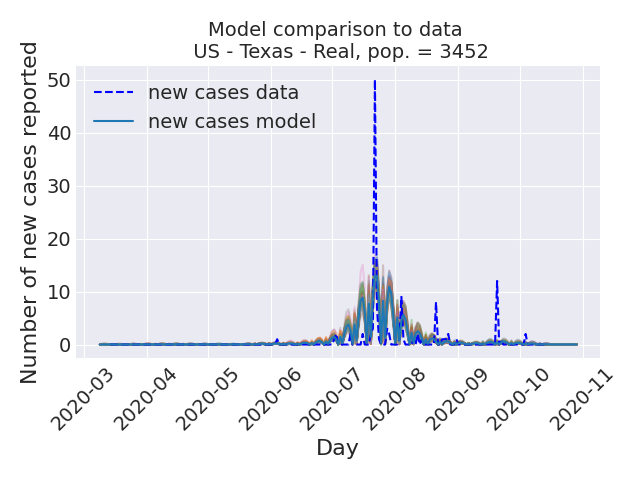 Model comparison to data
US - Texas - Real, pop. = 3452
new cases data
new cases model
Number of new cases reported
50
40
30
20
10
0
2020-03
2020-04
2020-05
2020-06
2020-07
2020-08
2020-09
2020-10
2020-11
Day